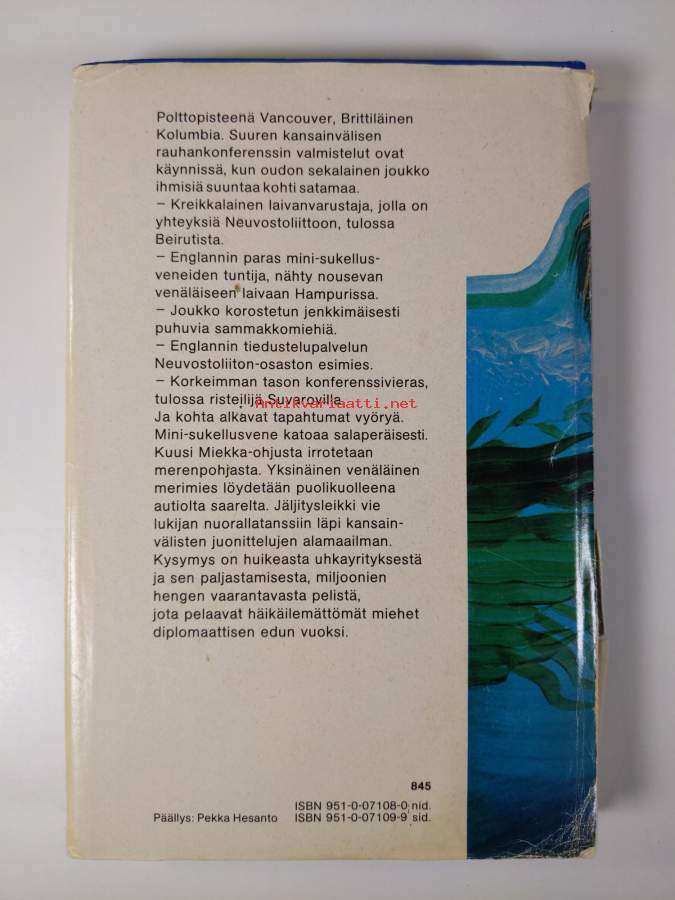 Polttopisteenä Vancouver, Brittiläinen
Kolumbia. Suuren kansainvälisen
rauhankonferenssin valmistelut ovat
käynnissä, kun oudon sekalainen joukko
ihmisiä suuntaa kohti satamaa.
– Kreikkalainen laivanvarustaja, jolla on
yhteyksiä Neuvostoliittoon, tulossa
Beirutista.
– Englannin paras mini-sukellus-
veneiden tuntija, nähty nousevan
venäläiseen laivaan Hampurissa.
– Joukko korostetun jenkkimäisesti
puhuvia sammakkomiehiä.
– Englannin tiedustelupalvelun
Neuvostoliiton-osaston esimies.
– Korkeimman tason konferenssivieras,
tulossa risteilijä Suvarovilla.
Antikvariaatti.net
Ja kohta alkavat tapahtumat vyöryä.
Mini-sukellusvene katoaa salaperäisesti.
Kuusi Miekka-ohjusta irrotetaan
merenpohjasta. Yksinäinen venäläinen
merimies löydetään puolikuolleena
autiolta saarelta. Jäljitysleikki vie
lukijan nuorallatanssiin läpi kansain-
välisten juonittelujen alamaailman.
Kysymys on huikeasta uhkayrityksestä
ja sen paljastamisesta, miljoonien
hengen vaarantavasta pelistä,
jota pelaavat häikäilemättömät miehet
diplomaattisen edun vuoksi.
845
ISBN 951-0-07108-0 nid.
Päällys: Pekka Hesanto ISBN 951-0-07109-9 sid.